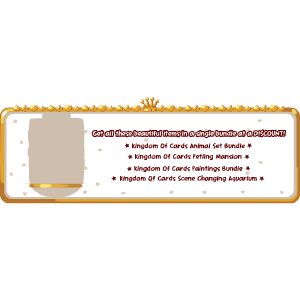 Get all these beautiful items in a single bundle at a DISCOUNT!
★ Kingdom Of Cards Animal Set Bundle ★
★ Kingdom Of Cards Petling Mansion ★
★ Kingdom Of Cards Paintings Bundle ★
★ Kingdom Of Cards Scene Changing Aquarium ★